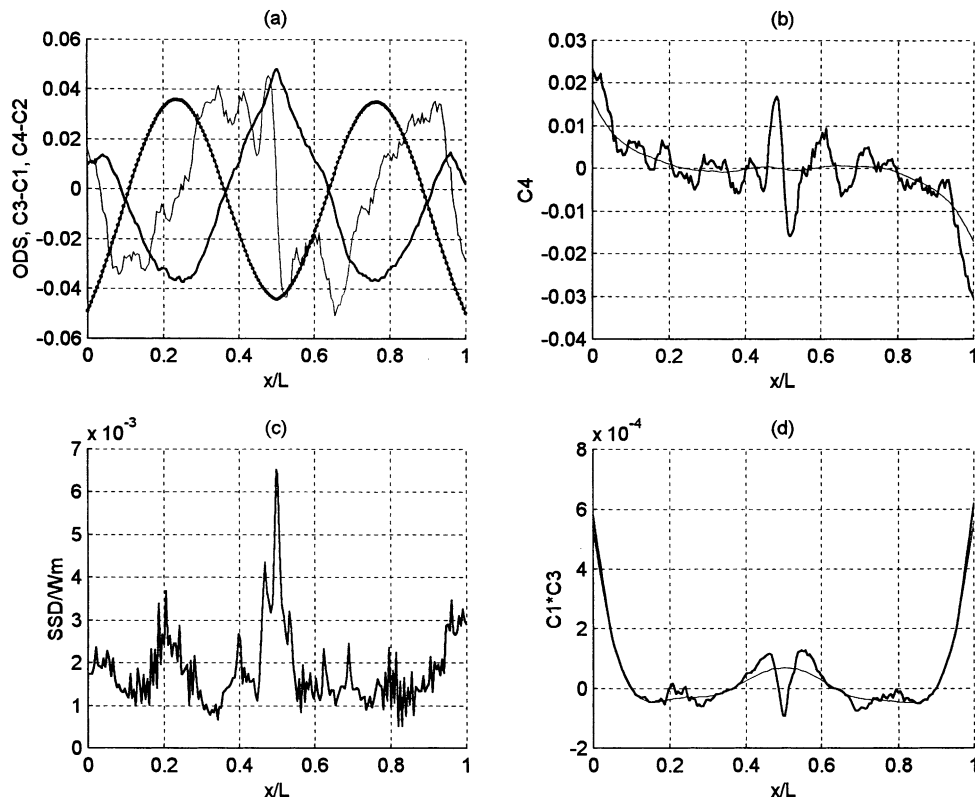 (a)
0.06
0.04
0.02
0
-0.02
-0.04
-0.06
ODS, C3-C1, C4-C2
0 0.2 0.4 0.6 0.8 1
x/L
(b)
0.03
0.02
0.01
0
-0.01
-0.02
-0.03
-0.04
C4
0 0.2 0.4 0.6 0.8 1
x/L
(c)
x 10⁻³
7
6
5
4
3
2
1
0
SSD/Wm
0 0.2 0.4 0.6 0.8 1
x/L
(d)
x 10⁻⁴
8
6
4
2
0
-2
C1*C3
0 0.2 0.4 0.6 0.8 1
x/L